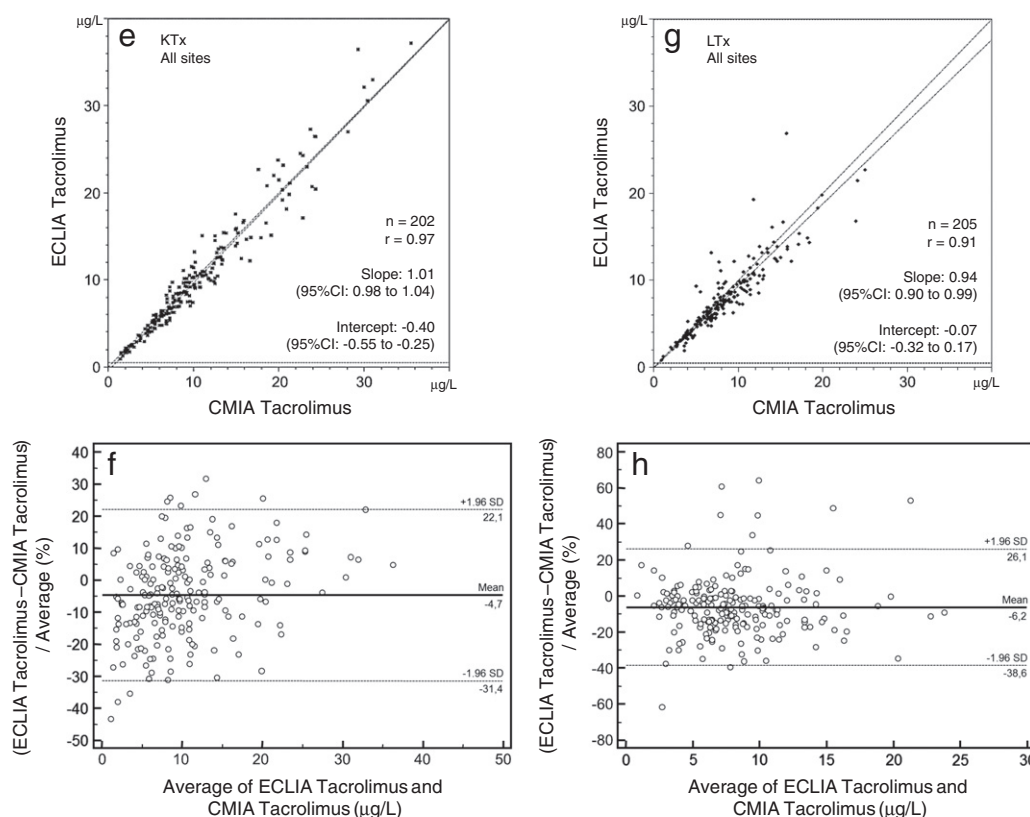 μg/L
e
KTx
All sites
ECLIA Tacrolimus
30
20
10
0
n = 202
r = 0.97
Slope: 1.01
(95%CI: 0.98 to 1.04)
Intercept: -0.40
(95%CI: -0.55 to -0.25)
0
10
20
30
μg/L
CMIA Tacrolimus
μg/L
g
LTx
All sites
ECLIA Tacrolimus
30
20
10
0
n = 205
r = 0.91
Slope: 0.94
(95%CI: 0.90 to 0.99)
Intercept: -0.07
(95%CI: -0.32 to 0.17)
0
10
20
30
μg/L
CMIA Tacrolimus
f
(ECLIA Tacrolimus–CMIA Tacrolimus)
/ Average (%)
40
30
20
10
0
-10
-20
-30
-40
-50
+1.96 SD
22,1
Mean
-4,7
-1.96 SD
-31,4
0
10
20
30
40
50
Average of ECLIA Tacrolimus and
CMIA Tacrolimus (μg/L)
h
(ECLIA Tacrolimus–CMIA Tacrolimus)
/ Average (%)
80
60
40
20
0
-20
-40
-60
-80
+1.96 SD
26,1
Mean
-6,2
-1.96 SD
-38,6
0
5
10
15
20
25
30
Average of ECLIA Tacrolimus and
CMIA Tacrolimus (μg/L)